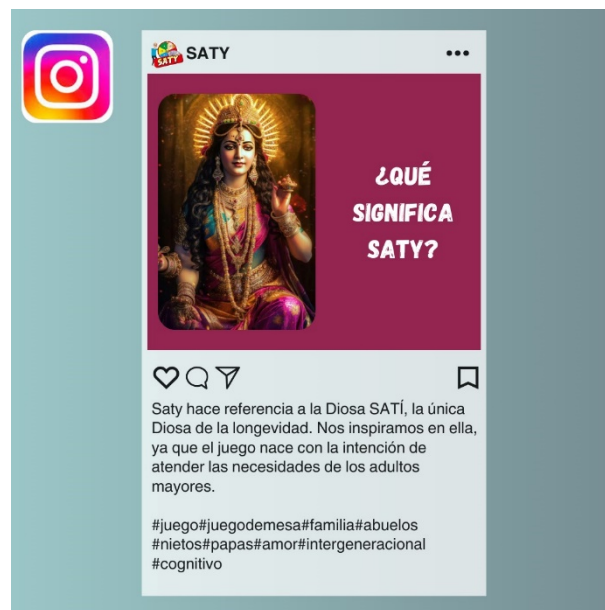 SATY
SATY
¿QUÉ
SIGNIFICA
SATY?
Saty hace referencia a la Diosa SATÍ, la única
Diosa de la longevidad. Nos inspiramos en ella,
ya que el juego nace con la intención de
atender las necesidades de los adultos
mayores.
#juego#juegodemesa#familia#abuelos
#nietos#papas#amor#intergeneracional
#cognitivo